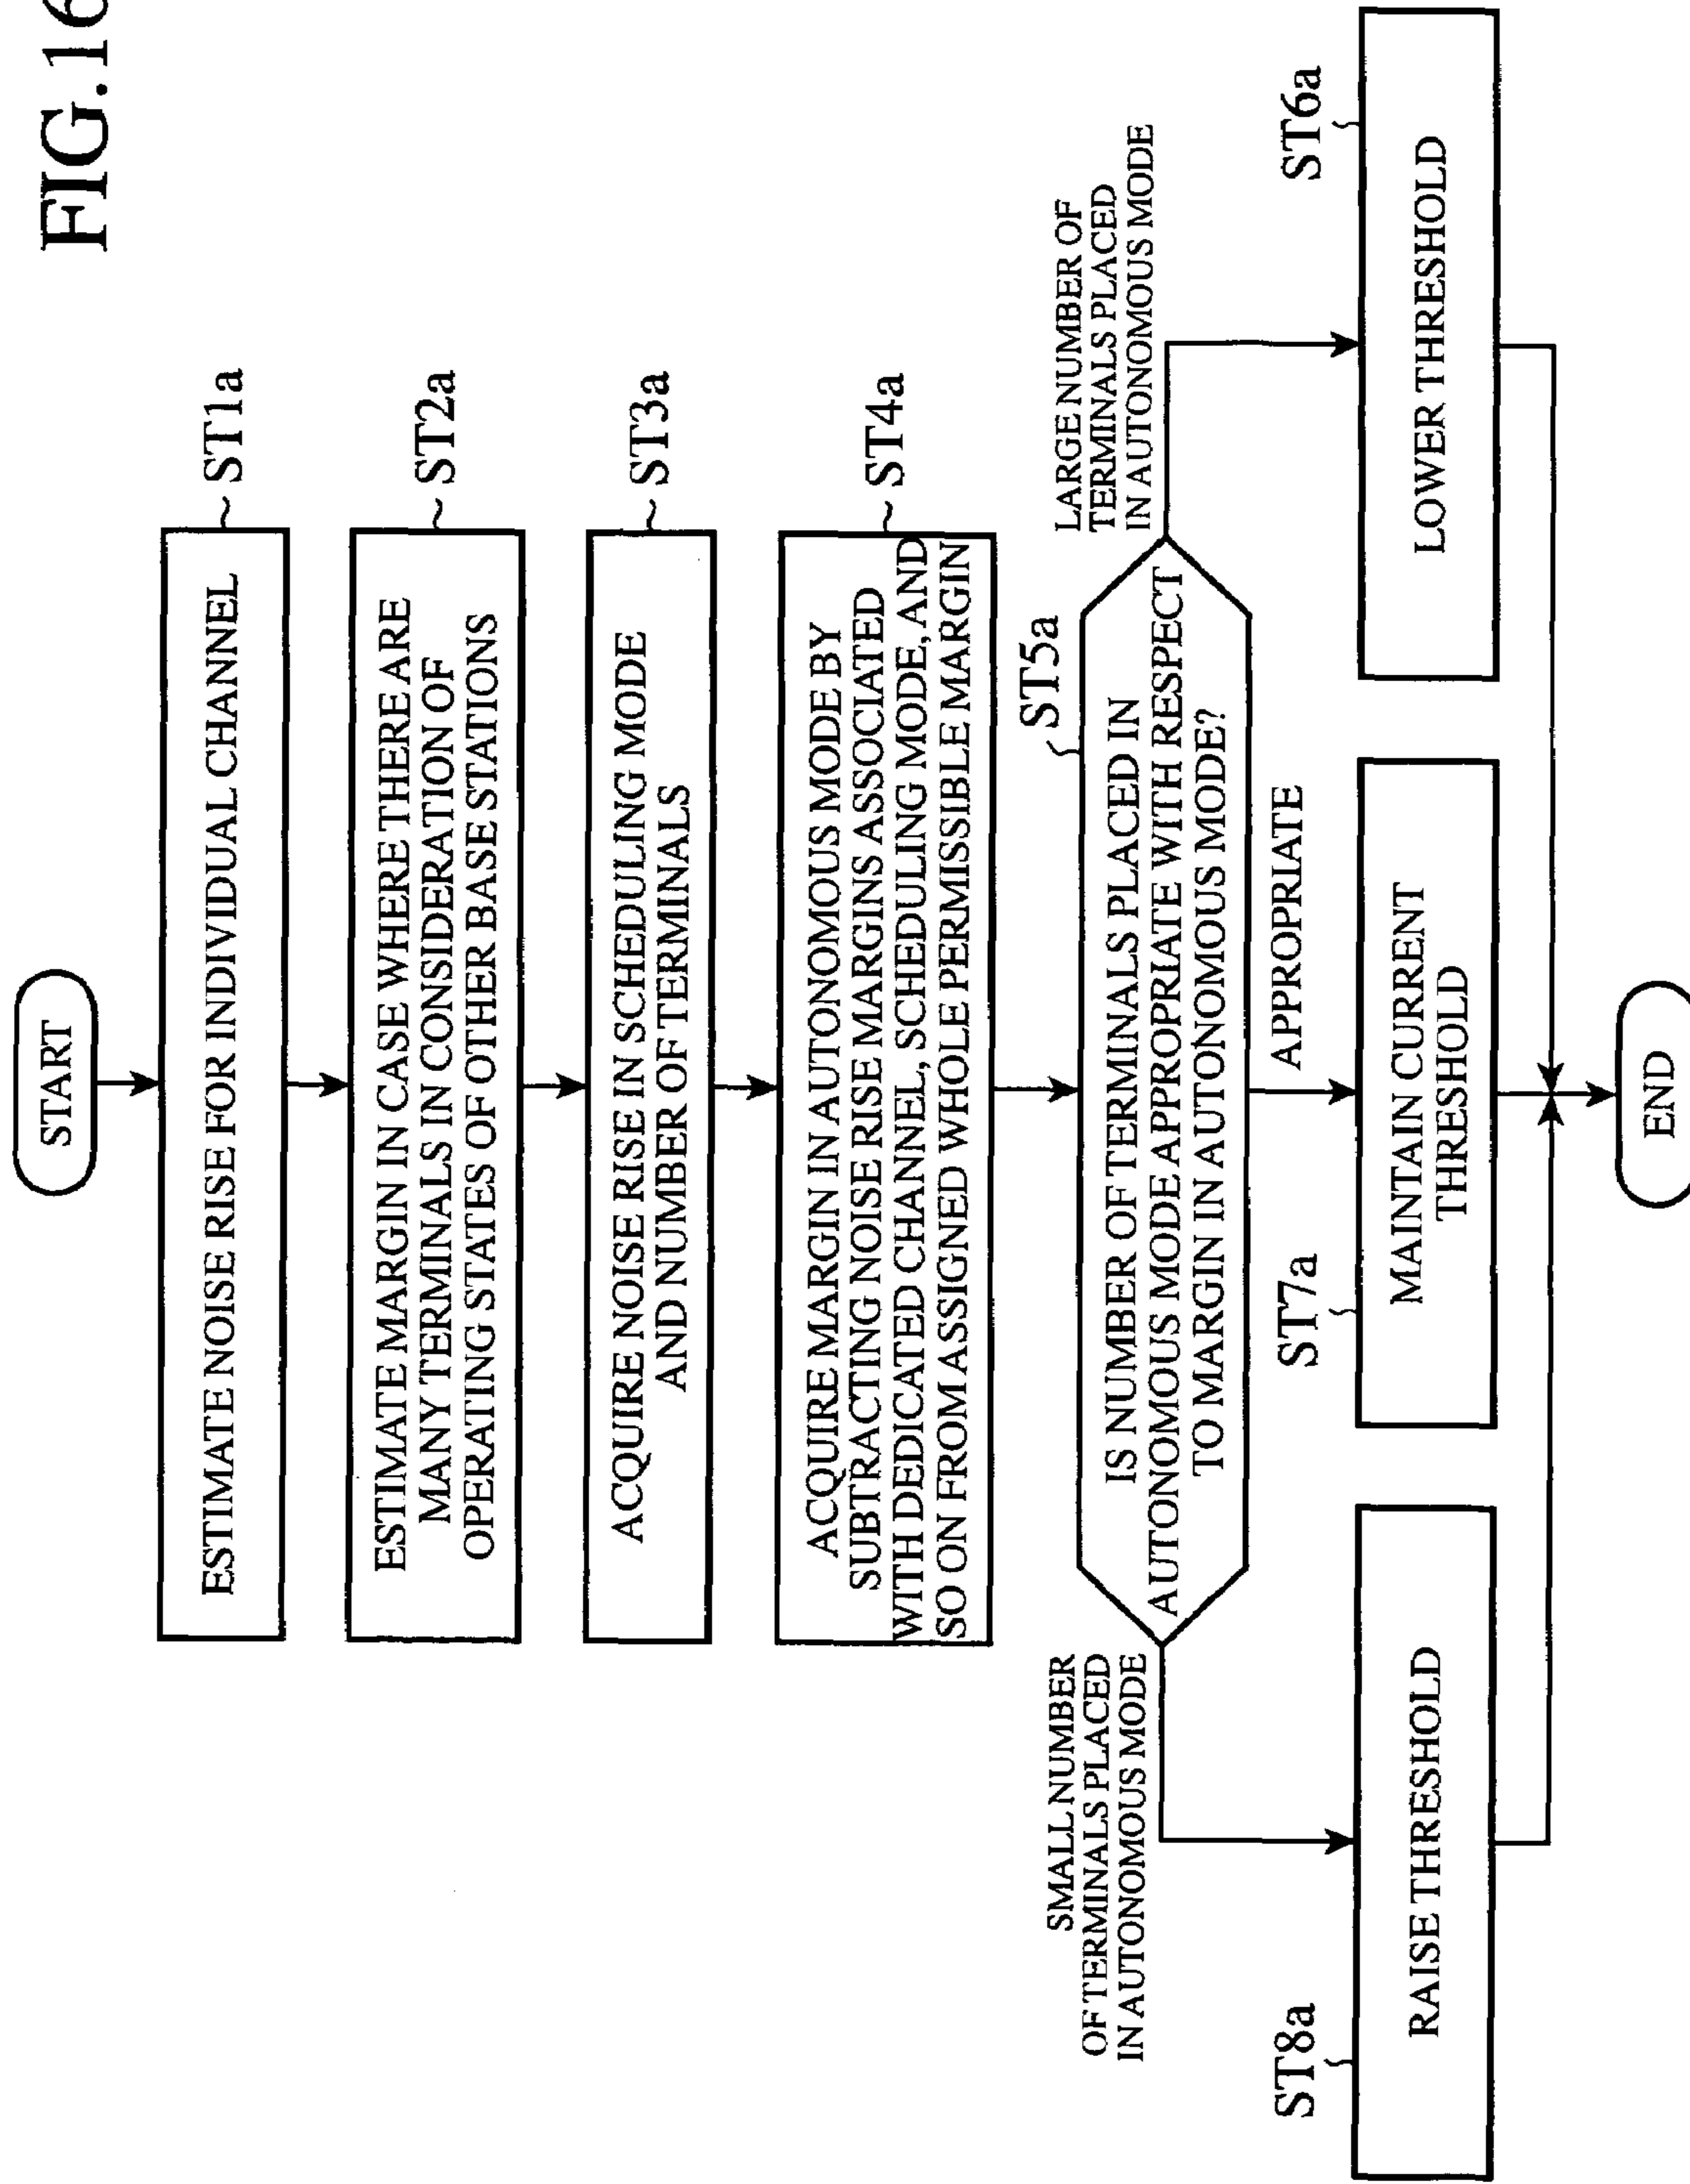 FIG.16
START
ESTIMATE NOISE RISE FOR INDIVIDUAL CHANNEL
ST1a
ESTIMATE MARGIN IN CASE WHERE THERE ARE
MANY TERMINALS IN CONSIDERATION OF
OPERATING STATES OF OTHER BASE STATIONS
ST2a
ACQUIRE NOISE RISE IN SCHEDULING MODE
AND NUMBER OF TERMINALS
ST3a
ACQUIRE MARGIN IN AUTONOMOUS MODE BY
SUBTRACTING NOISE RISE MARGINS ASSOCIATED
WITH DEDICATED CHANNEL, SCHEDULING MODE, AND
SO ON FROM ASSIGNED WHOLE PERMISSIBLE MARGIN
ST4a
ST5a
IS NUMBER OF TERMINALS PLACED IN
AUTONOMOUS MODE APPROPRIATE WITH RESPECT
TO MARGIN IN AUTONOMOUS MODE?
SMALL NUMBER
OF TERMINALS PLACED
IN AUTONOMOUS MODE
LARGE NUMBER OF
TERMINALS PLACED
IN AUTONOMOUS MODE
APPROPRIATE
ST8a
RAISE THRESHOLD
ST7a
MAINTAIN CURRENT
THRESHOLD
ST6a
LOWER THRESHOLD
END